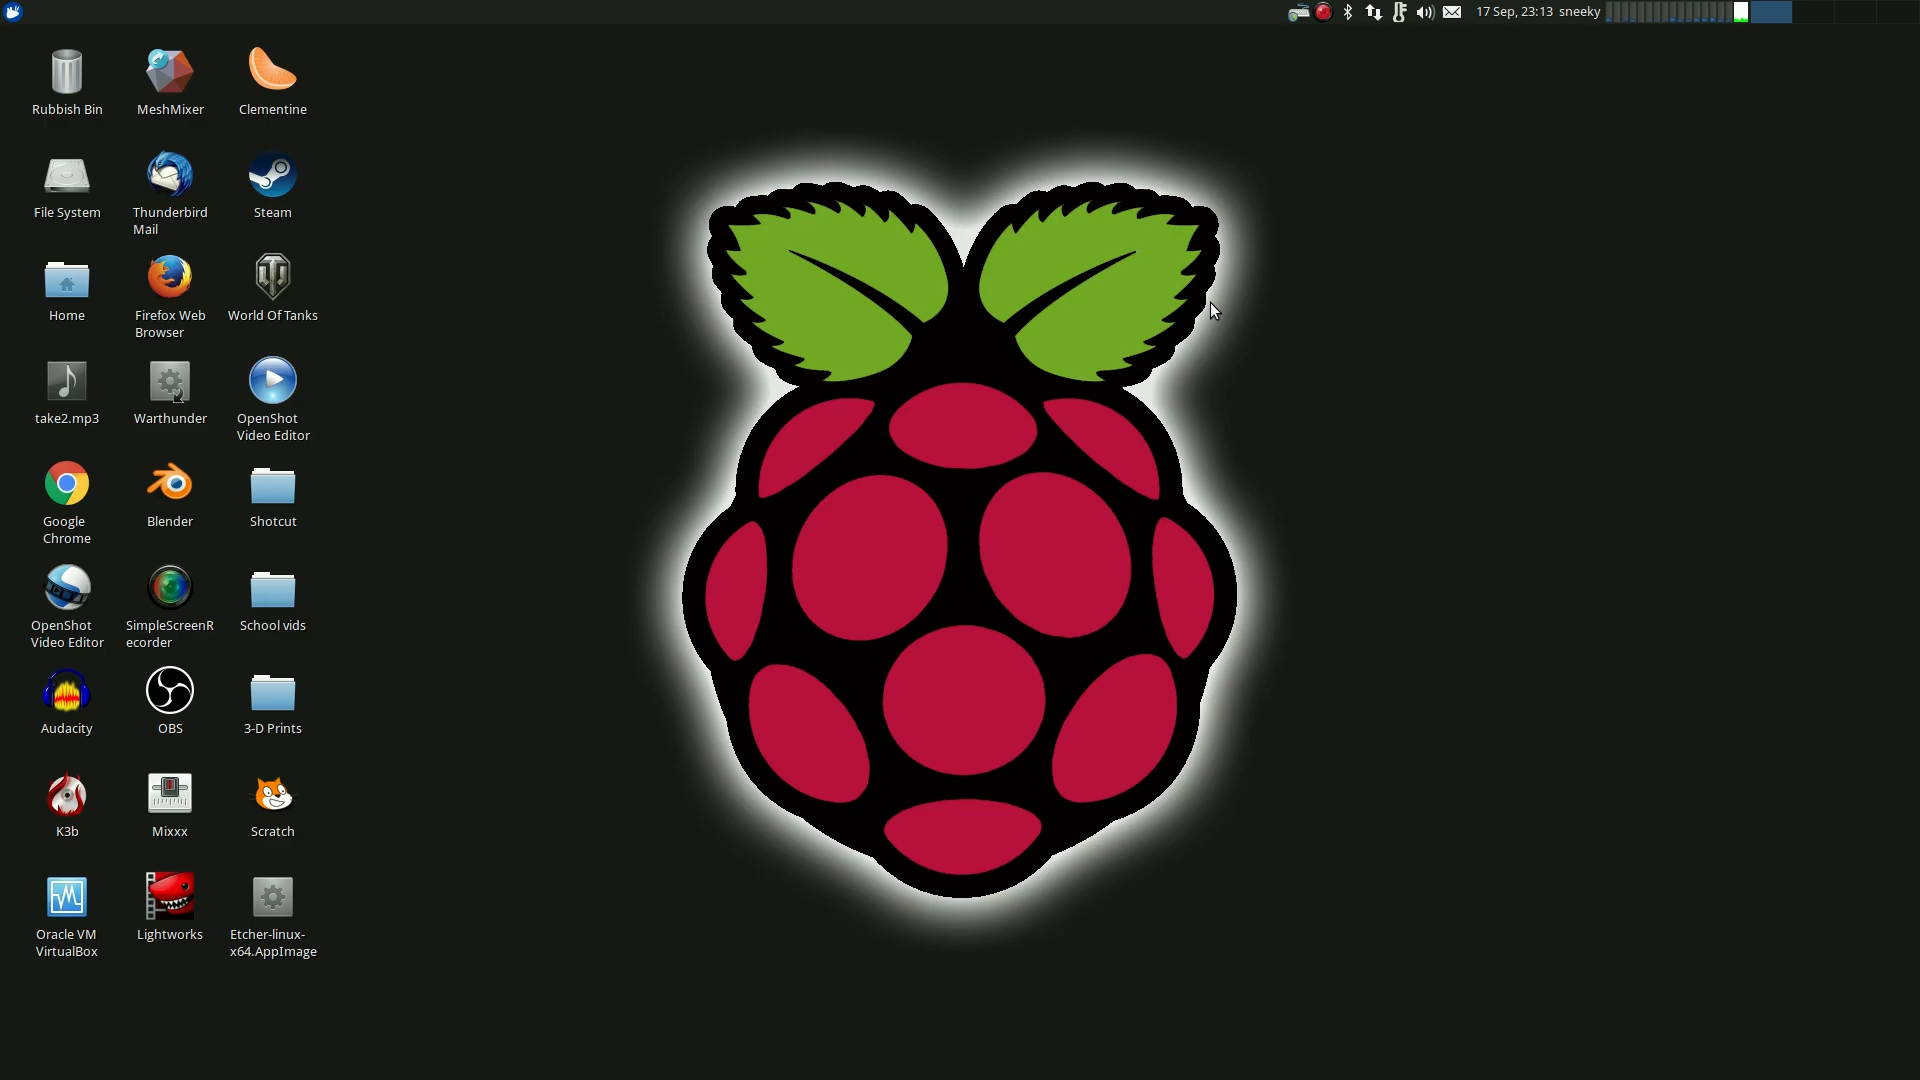 17 Sep, 23:13 sneeky
Rubbish Bin
MeshMixer
Clementine
File System
Thunderbird
Mail
Steam
Home
Firefox Web
Browser
World Of Tanks
take2.mp3
Warthunder
OpenShot
Video Editor
Google
Chrome
Blender
Shotcut
OpenShot
Video Editor
SimpleScreenR
ecorder
School vids
Audacity
OBS
3-D Prints
K3b
Mixxx
Scratch
Oracle VM
VirtualBox
Lightworks
Etcher-linux-
x64.AppImage